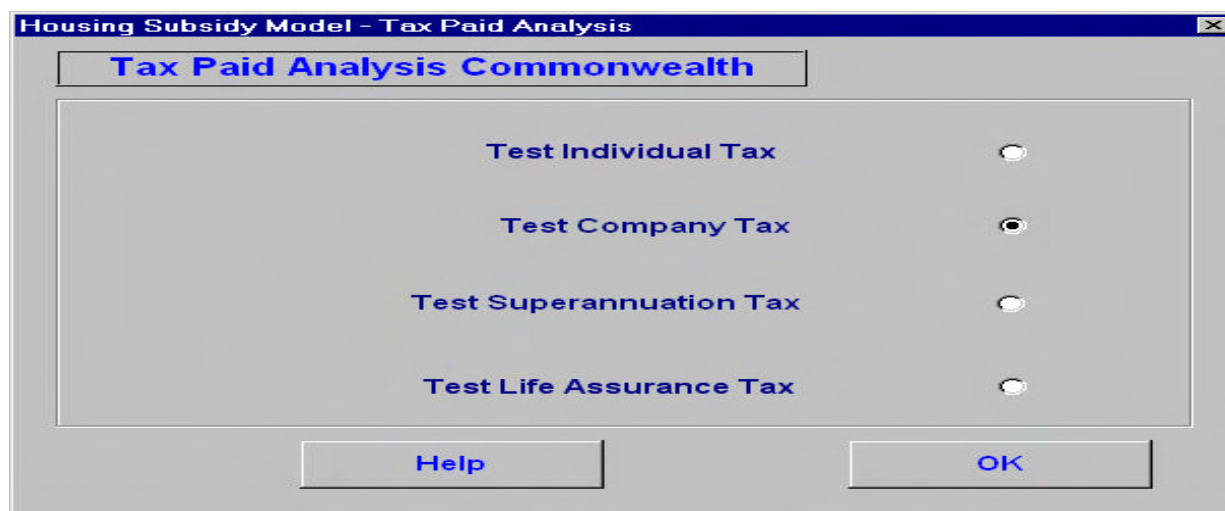 Housing Subsidy Model - Tax Paid Analysis
Tax Paid Analysis Commonwealth
Test Individual Tax
Test Company Tax
Test Superannuation Tax
Test Life Assurance Tax
Help OK